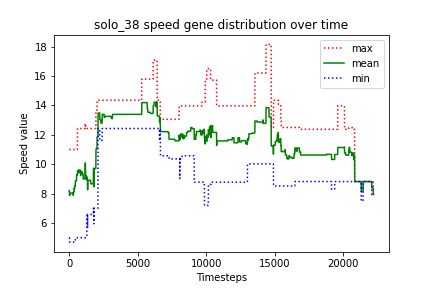 solo_38 speed gene distribution over time
max
mean
min
Speed value
18
16
14
12
10
8
6
0
5000
10000
15000
20000
Timesteps